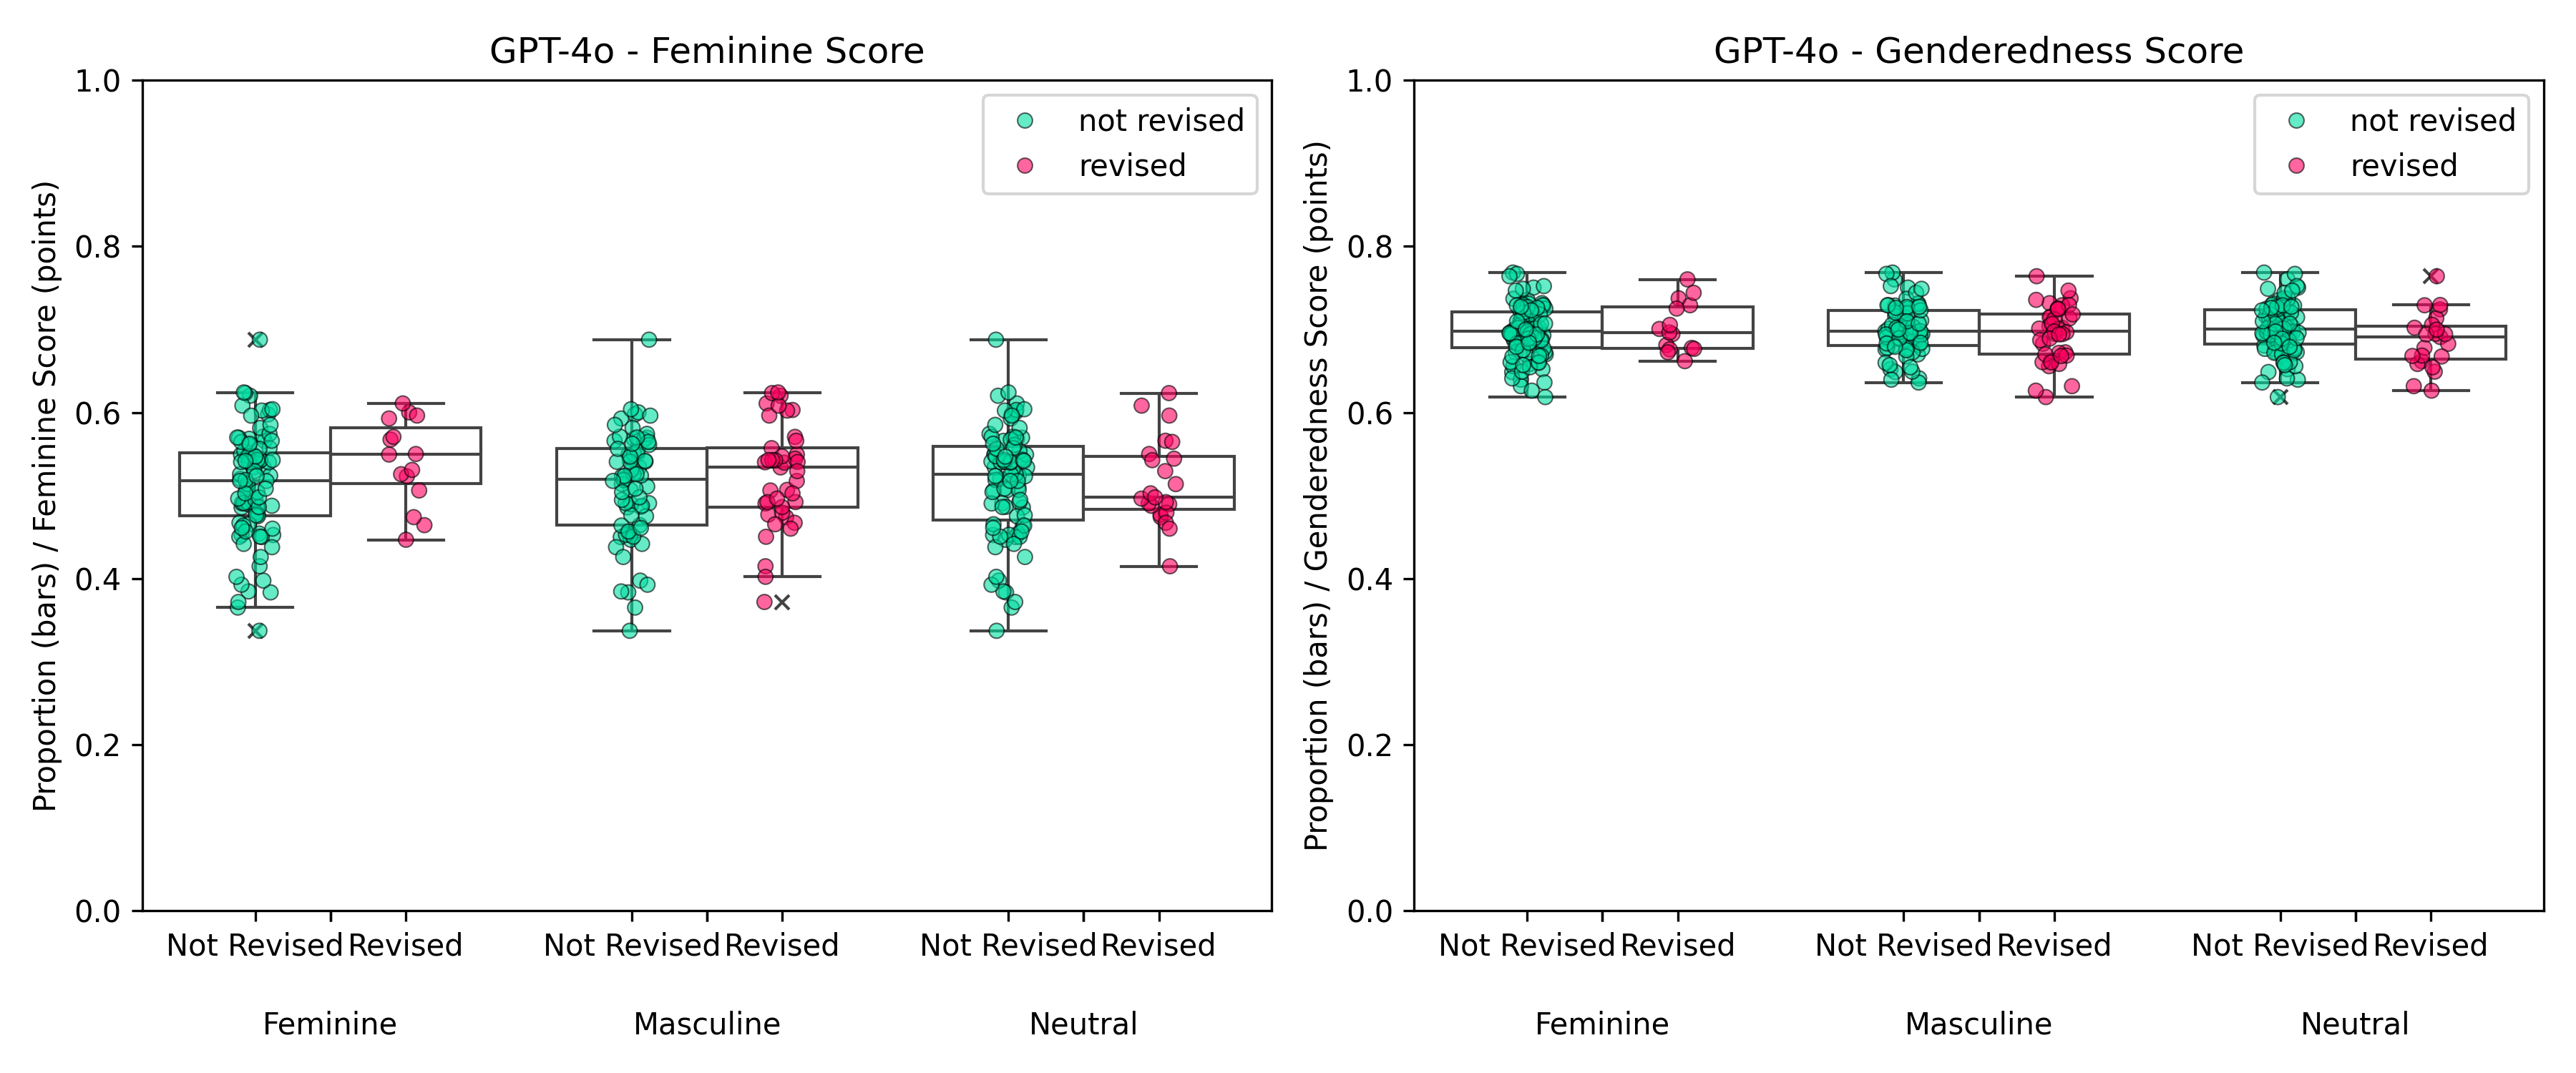 GPT-4o - Feminine Score
Proportion (bars) / Feminine Score (points)
1.0
0.8
0.6
0.4
0.2
0.0
not revised
revised
Not Revised Revised Not Revised Revised Not Revised Revised
Feminine Masculine Neutral
GPT-4o - Genderedness Score
Proportion (bars) / Genderedness Score (points)
1.0
0.8
0.6
0.4
0.2
0.0
not revised
revised
Not Revised Revised Not Revised Revised Not Revised Revised
Feminine Masculine Neutral